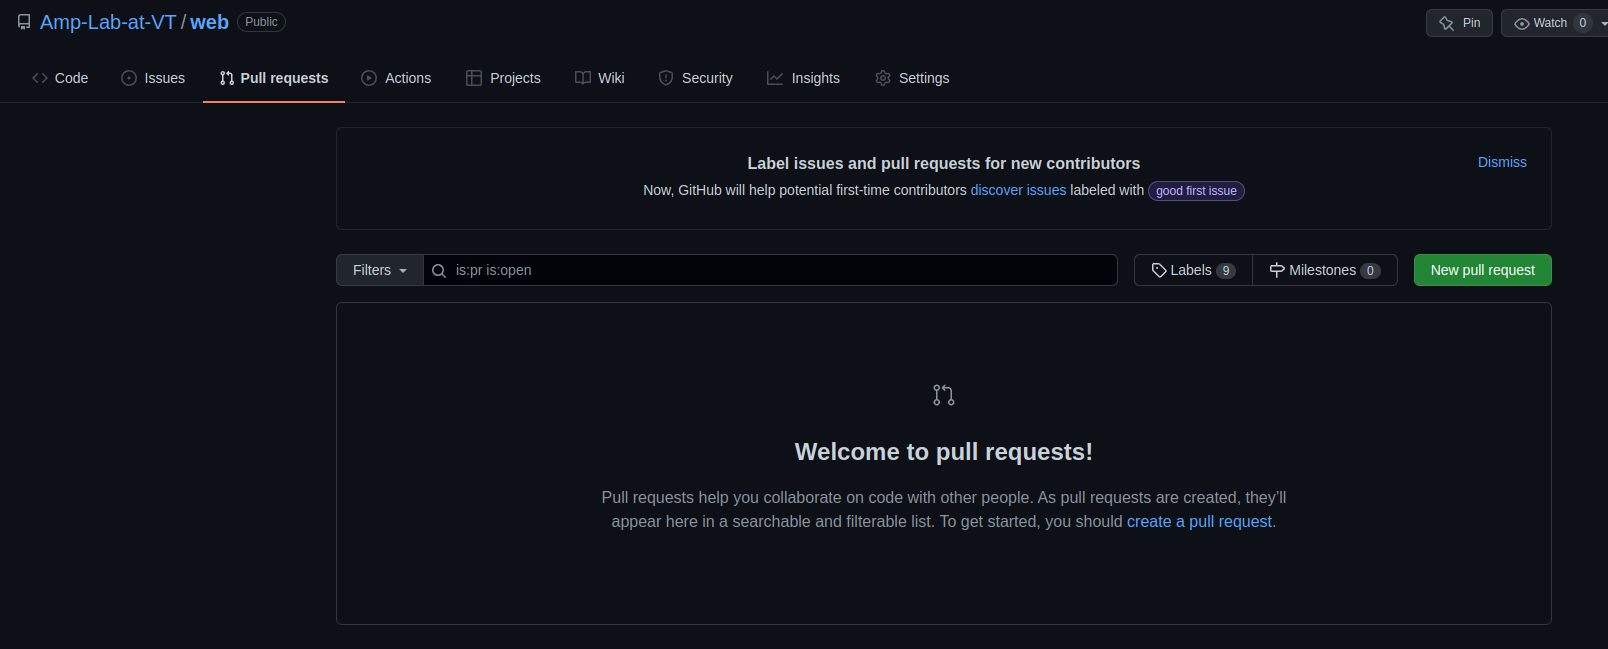 Amp-Lab-at-VT / web Public
Pin Watch 0
Code Issues Pull requests Actions Projects Wiki Security Insights Settings
Label issues and pull requests for new contributors
Dismiss
Now, GitHub will help potential first-time contributors discover issues labeled with good first issue
Filters is:pr is:open Labels 9 Milestones 0 New pull request
Welcome to pull requests!
Pull requests help you collaborate on code with other people. As pull requests are created, they’ll
appear here in a searchable and filterable list. To get started, you should create a pull request.